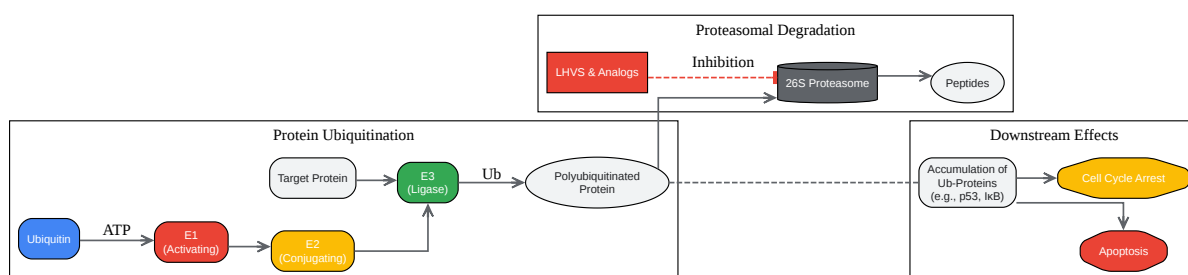 Proteasomal Degradation
LHVS & Analogs
Inhibition
26S Proteasome
Peptides
Protein Ubiquitination
Target Protein
E3
(Ligase)
Ub
Polyubiquitinated
Protein
Ubiquitin
ATP
E1
(Activating)
E2
(Conjugating)
Downstream Effects
Accumulation of
Ub-Proteins
(e.g., p53, IκB)
Cell Cycle Arrest
Apoptosis